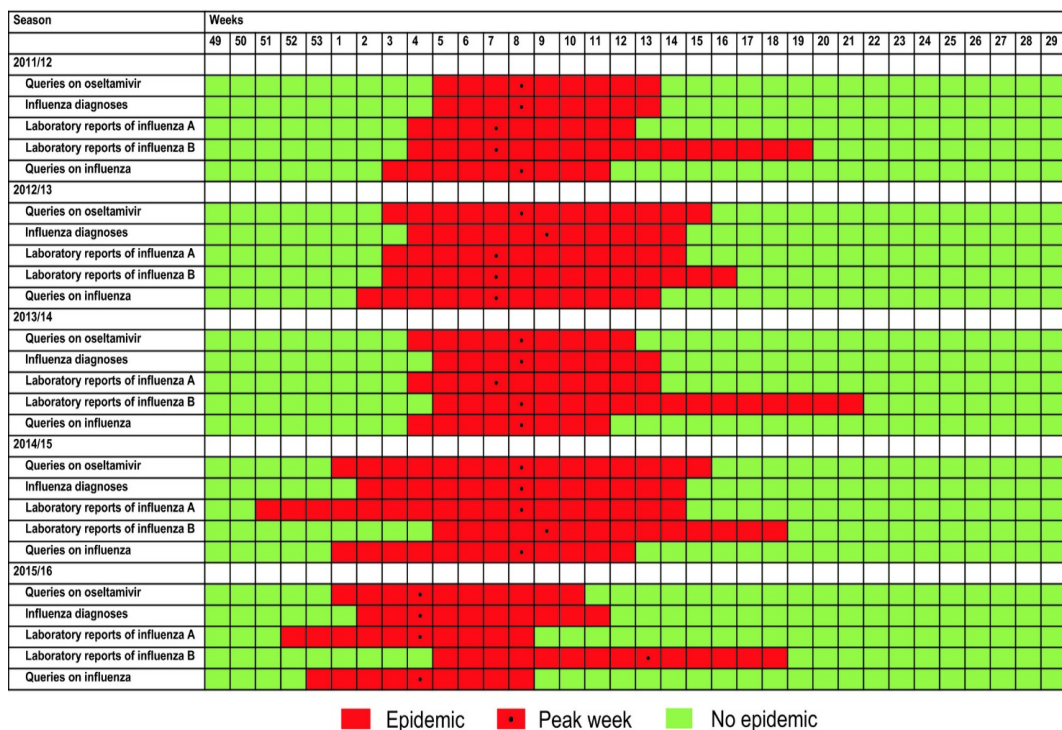 Season Weeks
49 50 51 52 53 1 2 3 4 5 6 7 8 9 10 11 12 13 14 15 16 17 18 19 20 21 22 23 24 25 26 27 28 29
2011/12
Queries on oseltamivir
Influenza diagnoses
Laboratory reports of influenza A
Laboratory reports of influenza B
Queries on influenza
2012/13
Queries on oseltamivir
Influenza diagnoses
Laboratory reports of influenza A
Laboratory reports of influenza B
Queries on influenza
2013/14
Queries on oseltamivir
Influenza diagnoses
Laboratory reports of influenza A
Laboratory reports of influenza B
Queries on influenza
2014/15
Queries on oseltamivir
Influenza diagnoses
Laboratory reports of influenza A
Laboratory reports of influenza B
Queries on influenza
2015/16
Queries on oseltamivir
Influenza diagnoses
Laboratory reports of influenza A
Laboratory reports of influenza B
Queries on influenza
Epidemic Peak week No epidemic